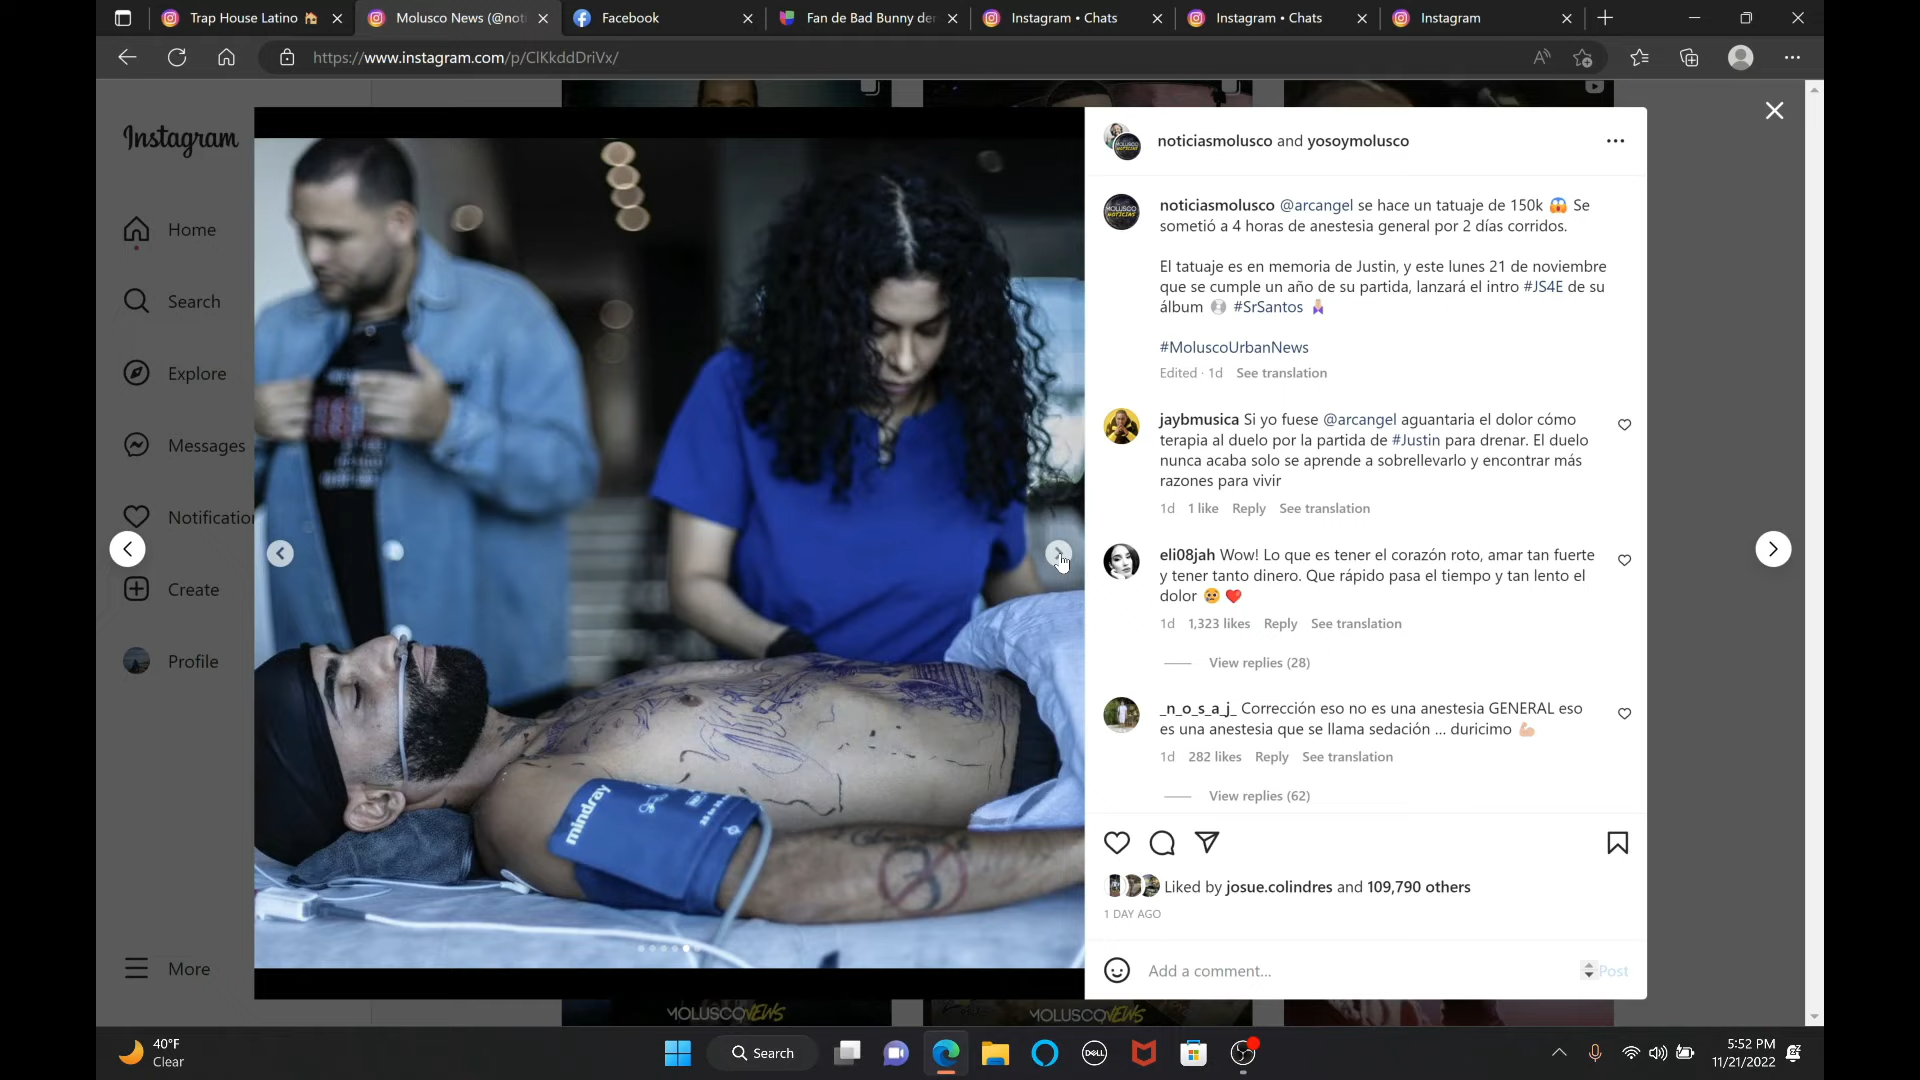 Trap House Latino
Molusco News (@noti
Facebook
Fan de Bad Bunny de
Instagram • Chats
Instagram • Chats
Instagram
https://www.instagram.com/p/ClKkddDriVx/
Instagram
noticiasmolusco and yosoymolusco
noticiasmolusco @arcangel se hace un tatuaje de 150k 😱 Se
sometió a 4 horas de anestesia general por 2 días corridos.
El tatuaje es en memoria de Justin, y este lunes 21 de noviembre
que se cumple un año de su partida, lanzará el intro #JS4E de su
álbum 💿 #SrSantos
#MoluscoUrbanNews
Edited · 1d See translation
Home
Search
Explore
Messages
Notification
Create
Profile
More
jaybmusica Si yo fuese @arcangel aguantaria el dolor cómo
terapia al duelo por la partida de #Justin para drenar. El duelo
nunca acaba solo se aprende a sobrellevarlo y encontrar más
razones para vivir
1d 1 like Reply See translation
eli08jah Wow! Lo que es tener el corazón roto, amar tan fuerte
y tener tanto dinero. Que rápido pasa el tiempo y tan lento el
dolor 😢 ❤️
1d 1,323 likes Reply See translation
View replies (28)
_n_o_s_a_j_ Corrección eso no es una anestesia GENERAL eso
es una anestesia que se llama sedación ... duricimo 💪🏼
1d 282 likes Reply See translation
View replies (62)
mindray
Liked by josue.colindres and 109,790 others
1 DAY AGO
Add a comment...
Post
MOLUSCONEWS
MOLUSCONEWS
40°F
Clear
Search
DELL
5:52 PM
11/21/2022